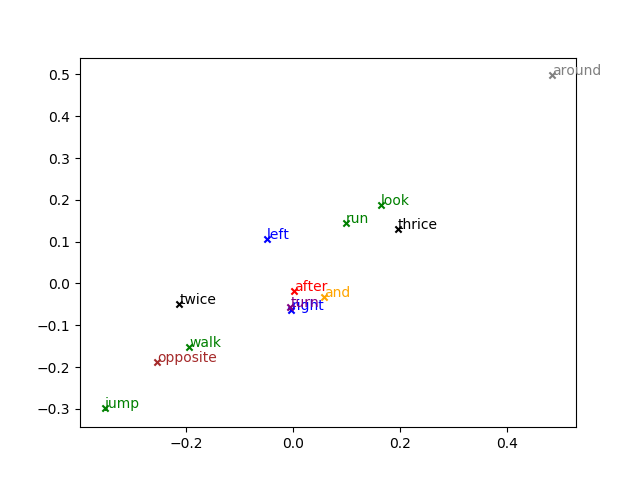 around
0.5
0.4
0.3
look
0.2
run
thrice
left
0.1
0.0
after
and
twice
turn
right
−0.1
walk
opposite
−0.2
jump
−0.3
−0.2
0.0
0.2
0.4